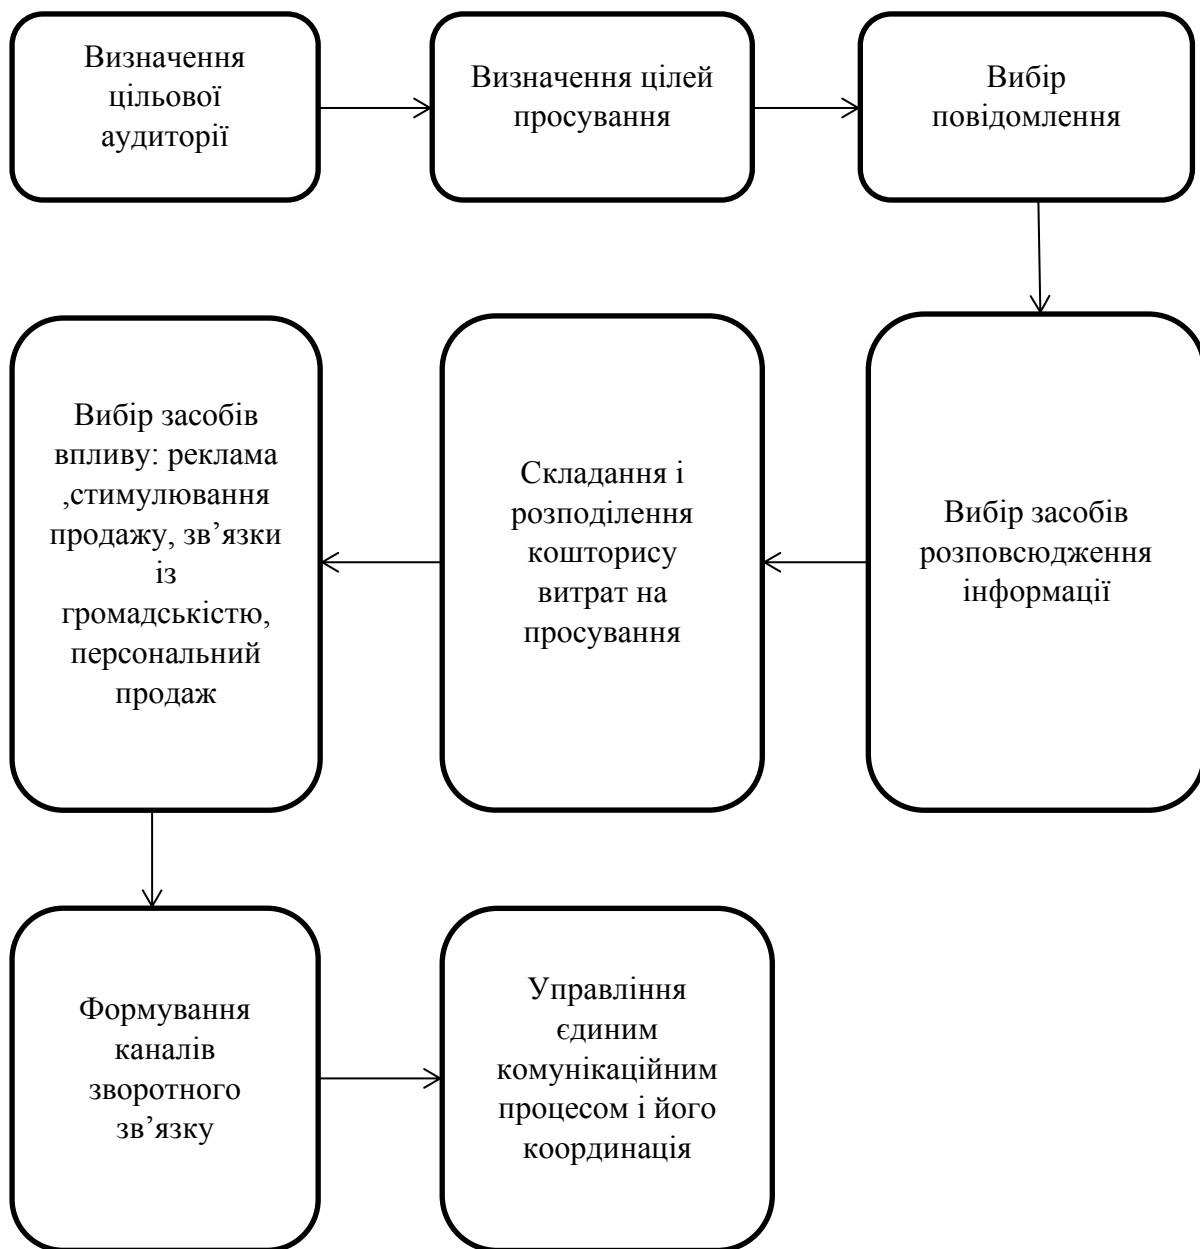 Визначення
цільової
аудиторії
Визначення цілей
просування
Вибір
повідомлення
Вибір засобів
розповсюдження
інформації
Складання і
розподілення
кошторису
витрат на
просування
Вибір засобів
впливу: реклама
,стимулювання
продажу, зв’язки
із
громадськістю,
персональний
продаж
Формування
каналів
зворотного
зв’язку
Управління
єдиним
комунікаційним
процесом і його
координація